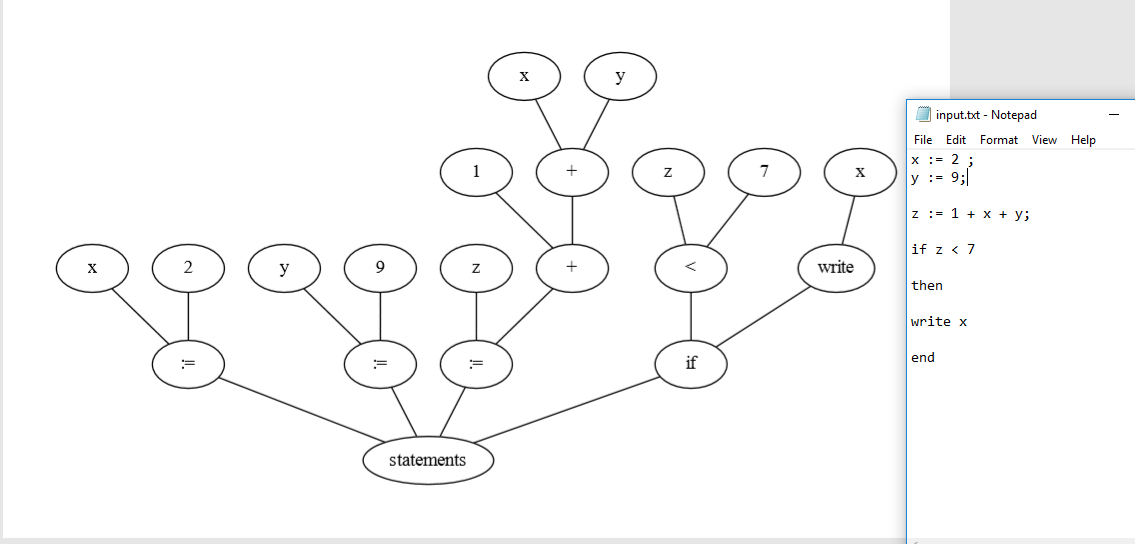 x y
1 + z 7 x
x 2 y 9 z + < write
:= := := if
statements
input.txt - Notepad
File Edit Format View Help
x := 2 ;
y := 9;
z := 1 + x + y;
if z < 7
then
write x
end